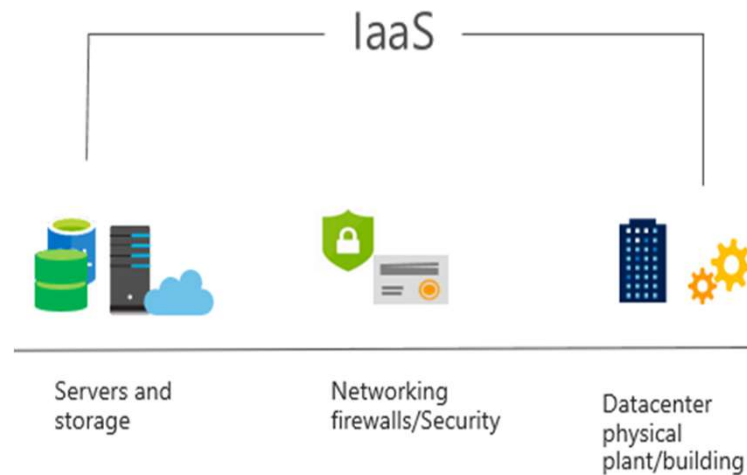 IaaS
Servers and
storage
Networking
firewalls/Security
Datacenter
physical
plant/building